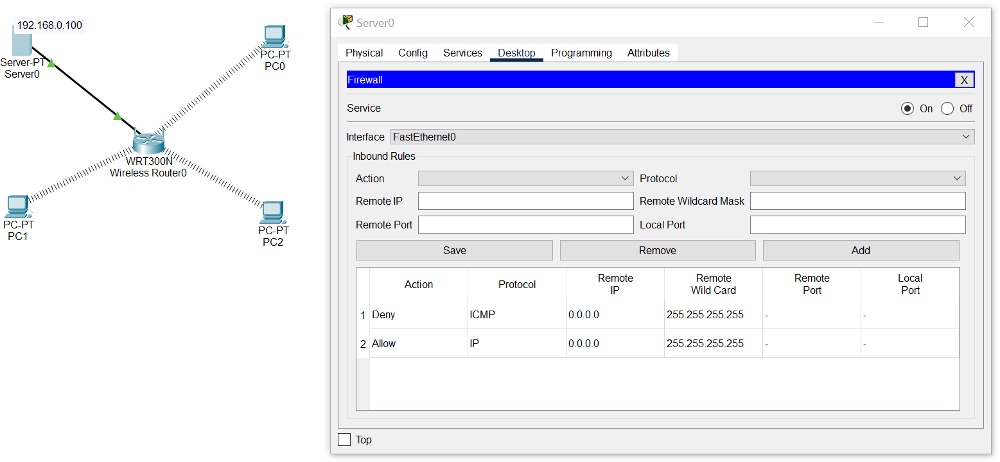 192.168.0.100
Server-PT
Server0
PC-PT
PC0
WRT300N
Wireless Router0
PC-PT
PC1
PC-PT
PC2
Server0
Physical Config Services Desktop Programming Attributes
Firewall X
Service On Off
Interface FastEthernet0
Inbound Rules
Action Protocol
Remote IP Remote Wildcard Mask
Remote Port Local Port
Save Remove Add
Action Protocol Remote IP Remote Wild Card Remote Port Local Port
1 Deny ICMP 0.0.0.0 255.255.255.255 - -
2 Allow IP 0.0.0.0 255.255.255.255 - -
Top